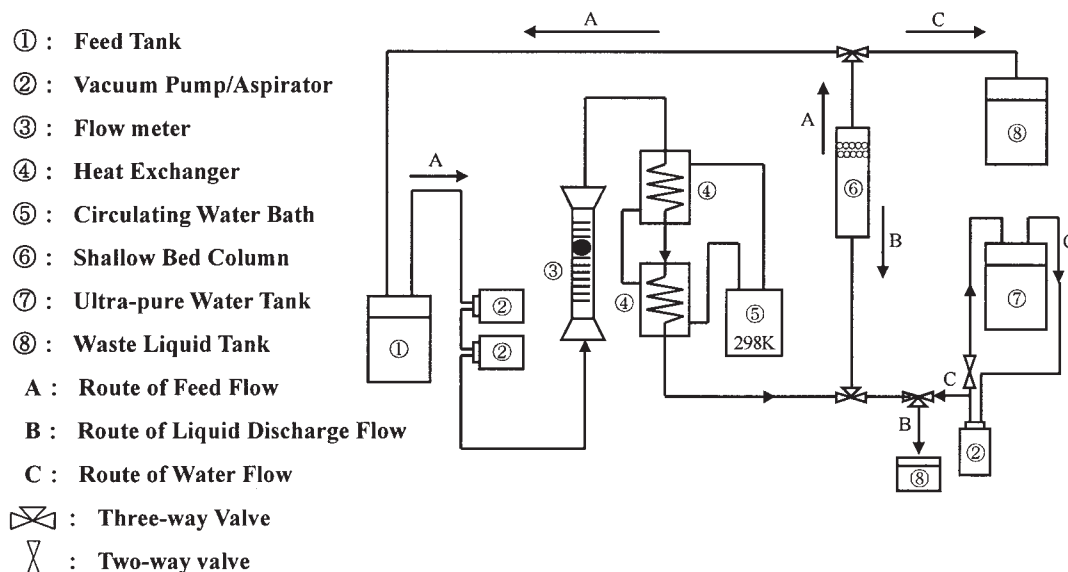 ① : Feed Tank
② : Vacuum Pump/Aspirator
③ : Flow meter
④ : Heat Exchanger
⑤ : Circulating Water Bath
⑥ : Shallow Bed Column
⑦ : Ultra-pure Water Tank
⑧ : Waste Liquid Tank
A : Route of Feed Flow
B : Route of Liquid Discharge Flow
C : Route of Water Flow
: Three-way Valve
: Two-way valve
A
C
A
⑧
A
④
⑥
B
C
③
②
④
⑤
298K
⑦
①
②
C
B
⑧
②